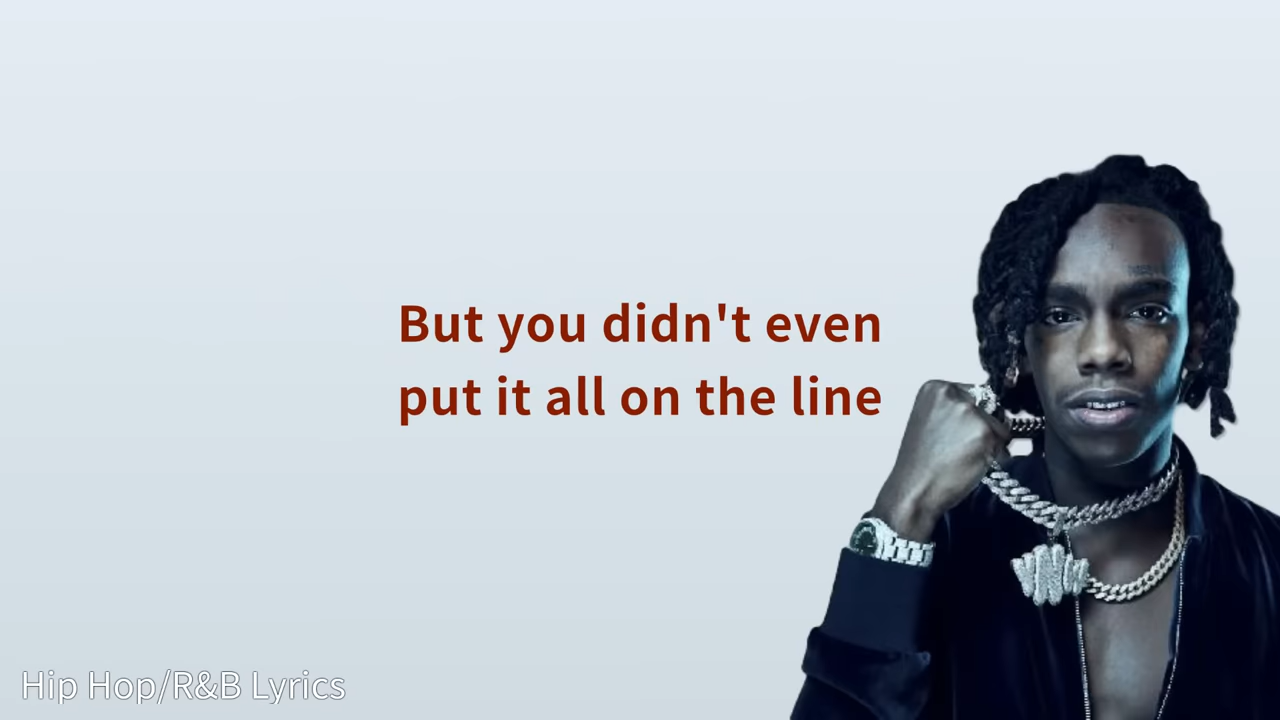 But you didn't even
put it all on the line
YNW
Hip Hop/R&B Lyrics